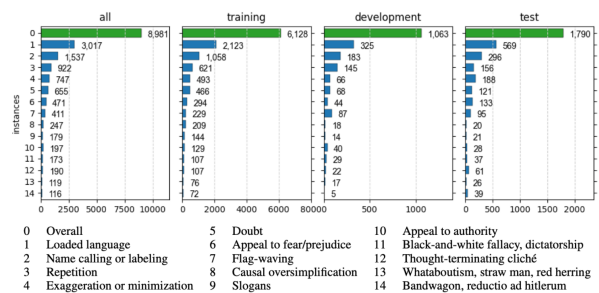 all training development test
instances
0 8,981 6,128 1,063 1,790
1 3,017 2,123 325 569
2 1,537 1,058 183 296
3 922 621 145 156
4 747 493 66 188
5 655 466 68 121
6 471 294 44 133
7 411 229 87 95
8 247 209 18 20
9 179 144 14 21
10 197 129 40 28
11 173 107 29 37
12 190 107 22 61
13 119 76 17 26
14 116 72 5 39
0 2500 5000 7500 10000 0 2000 4000 6000 8000 0 500 1000 0 1000 2000
0 Overall 5 Doubt 10 Appeal to authority
1 Loaded language 6 Appeal to fear/prejudice 11 Black-and-white fallacy, dictatorship
2 Name calling or labeling 7 Flag-waving 12 Thought-terminating cliché
3 Repetition 8 Causal oversimplification 13 Whataboutism, straw man, red herring
4 Exaggeration or minimization 9 Slogans 14 Bandwagon, reductio ad hitlerum